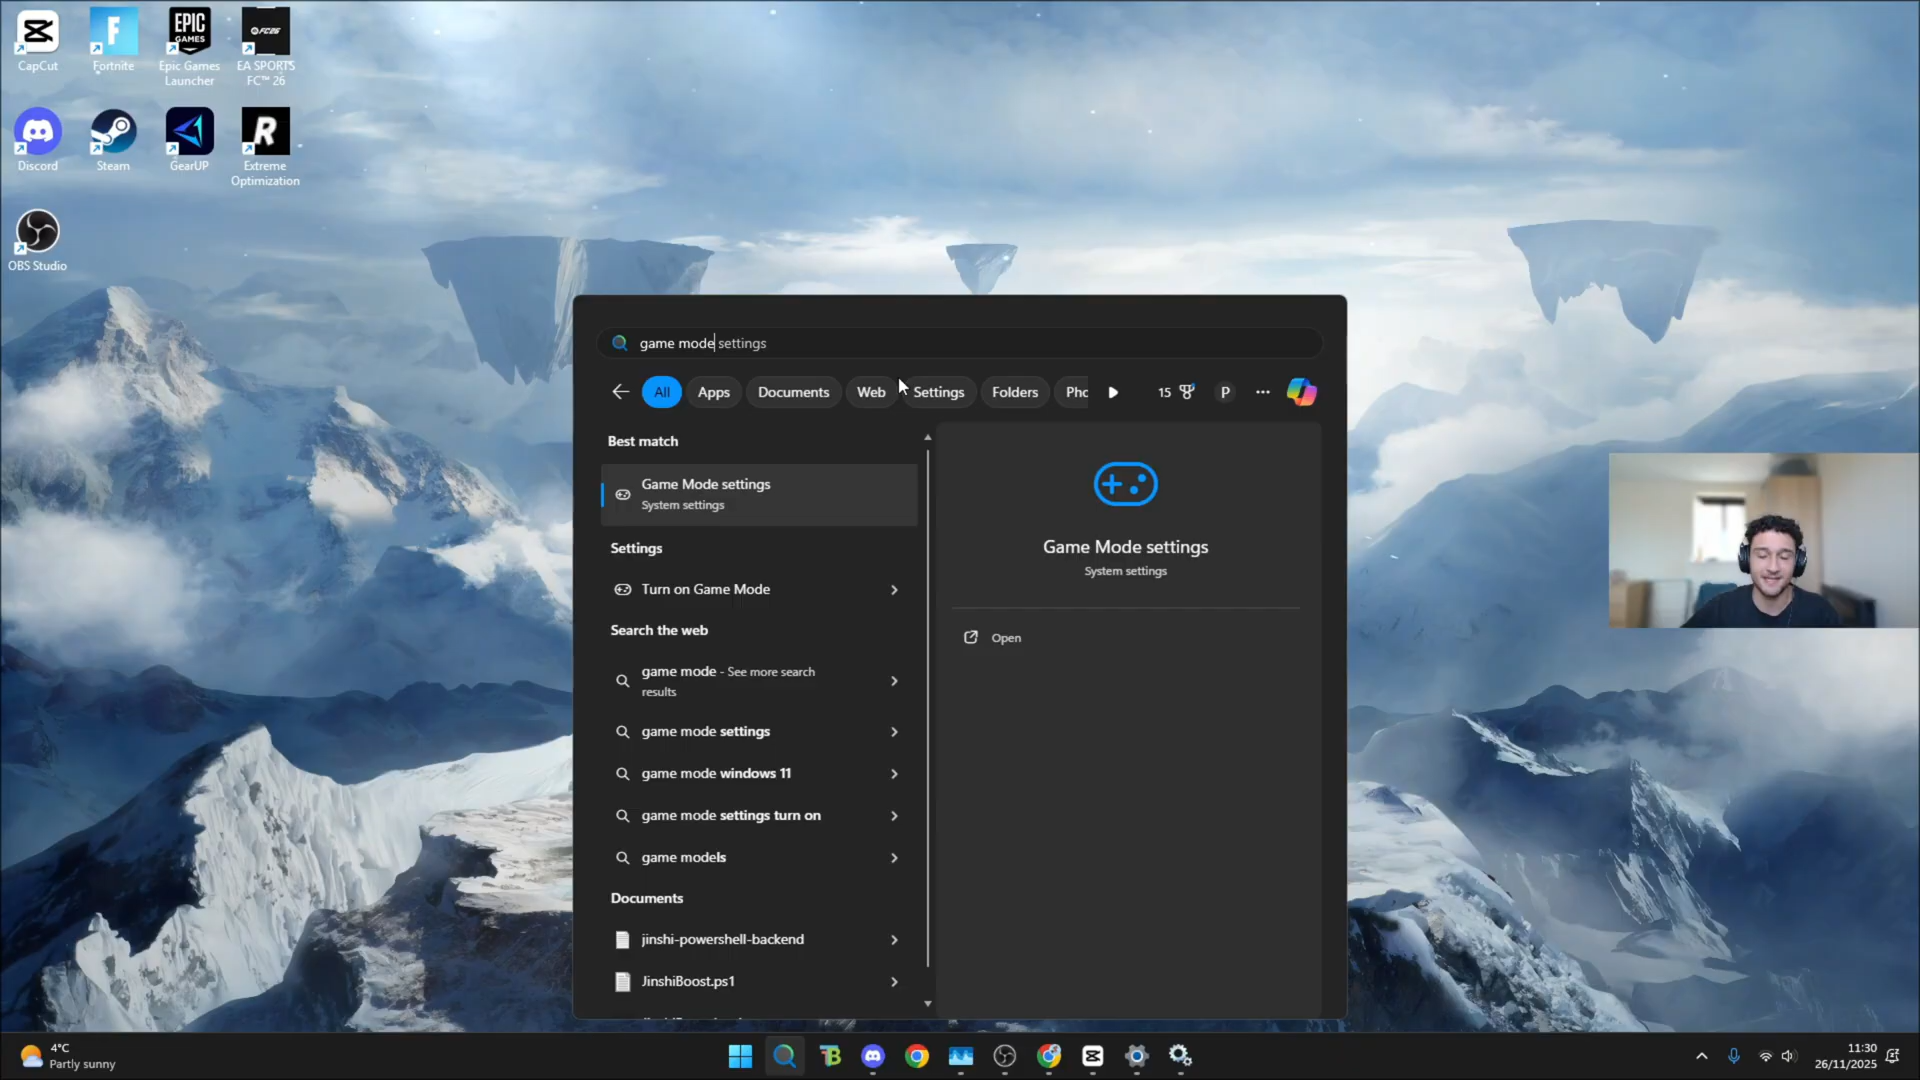 CapCut
Fortnite
EPIC
GAMES
Epic Games
Launcher
FC26
EA SPORTS
FC™ 26
Discord
Steam
GearUP
Extreme
Optimization
OBS Studio
game mode settings
All
Apps
Documents
Web
Settings
Folders
Pho
15
P
Best match
Game Mode settings
System settings
Settings
Turn on Game Mode
Search the web
game mode - See more search
results
game mode settings
game mode windows 11
game mode settings turn on
game models
Documents
jinshi-powershell-backend
JinshiBoost.ps1
Game Mode settings
System settings
Open
4°C
Partly sunny
11:30
26/11/2025